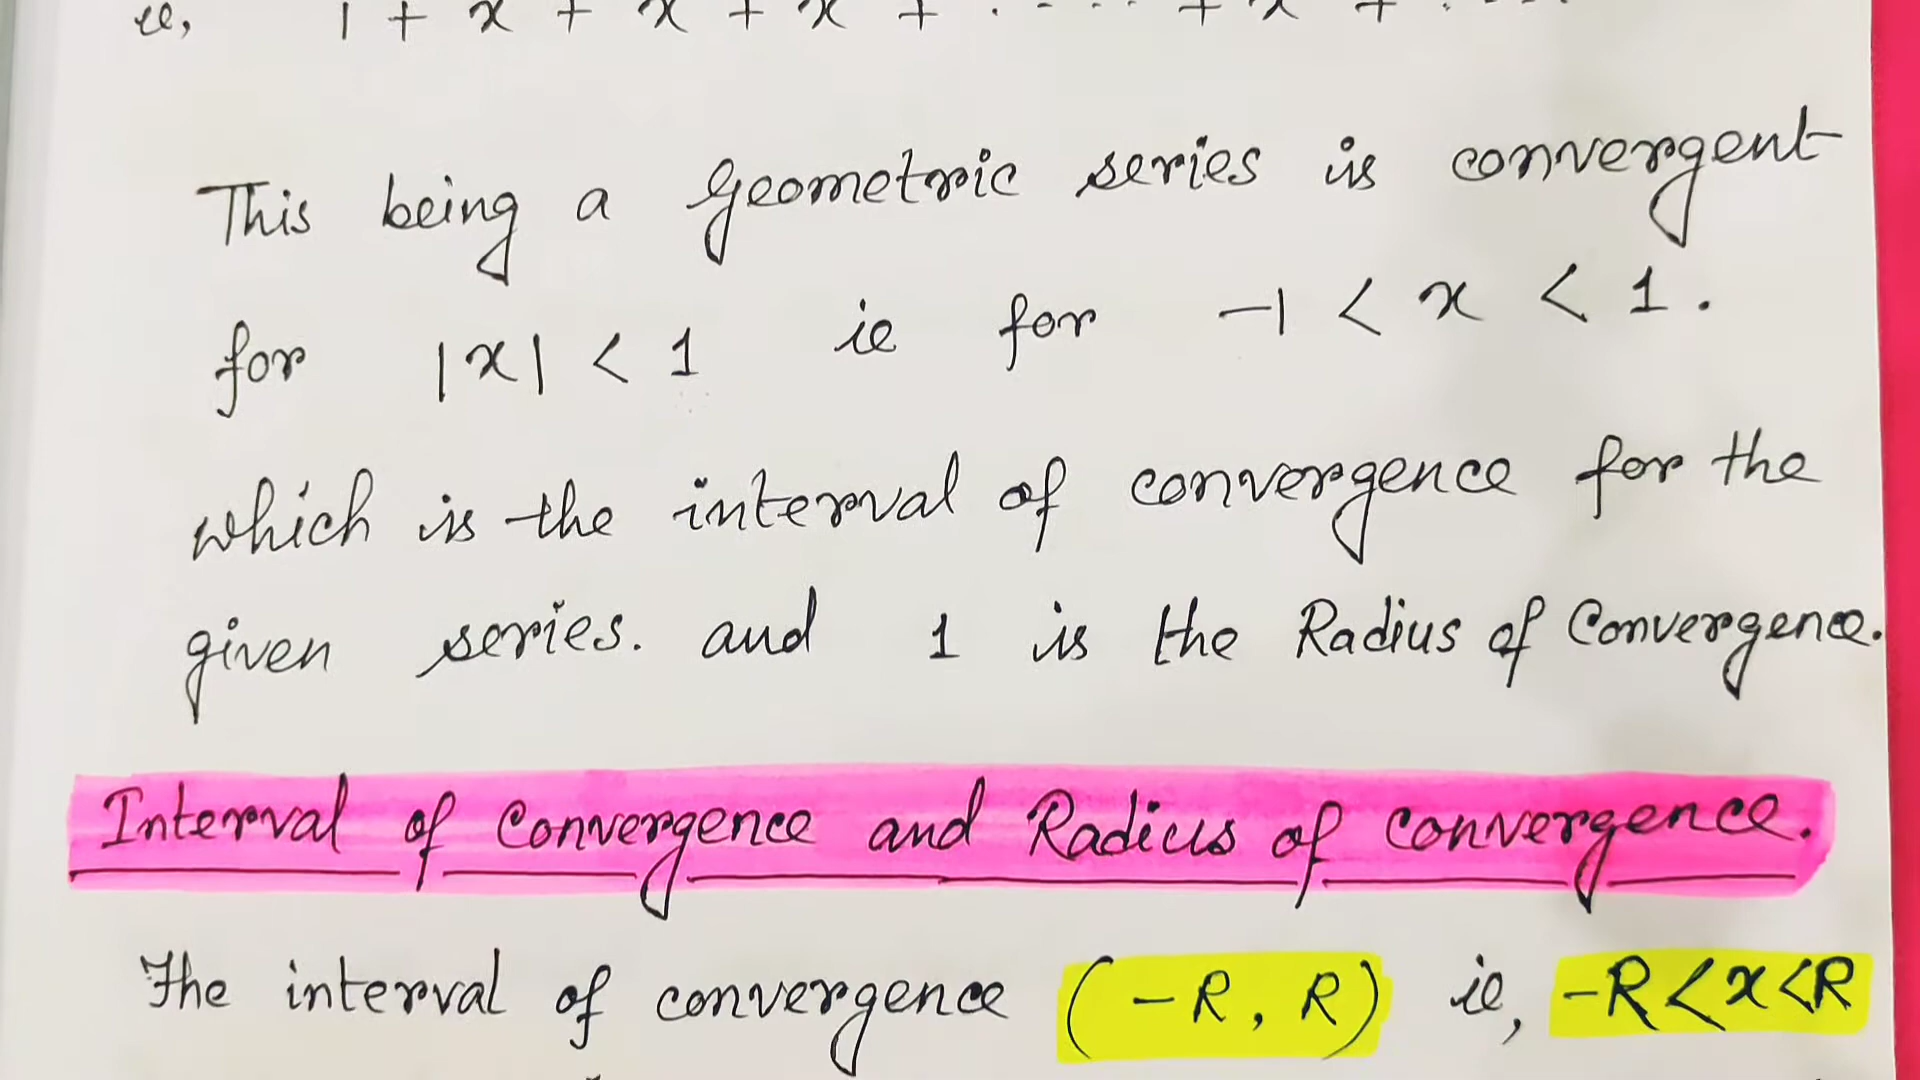 ie, 1 + x + x + x + .... + x + ....
This being a geometric series is convergent
for |x| < 1 ie for -1 < x < 1.
which is the interval of convergence for the
given series. and 1 is the Radius of Convergence.
Interval of Convergence and Radius of convergence.
The interval of convergence (-R, R) ie, -R<x<R